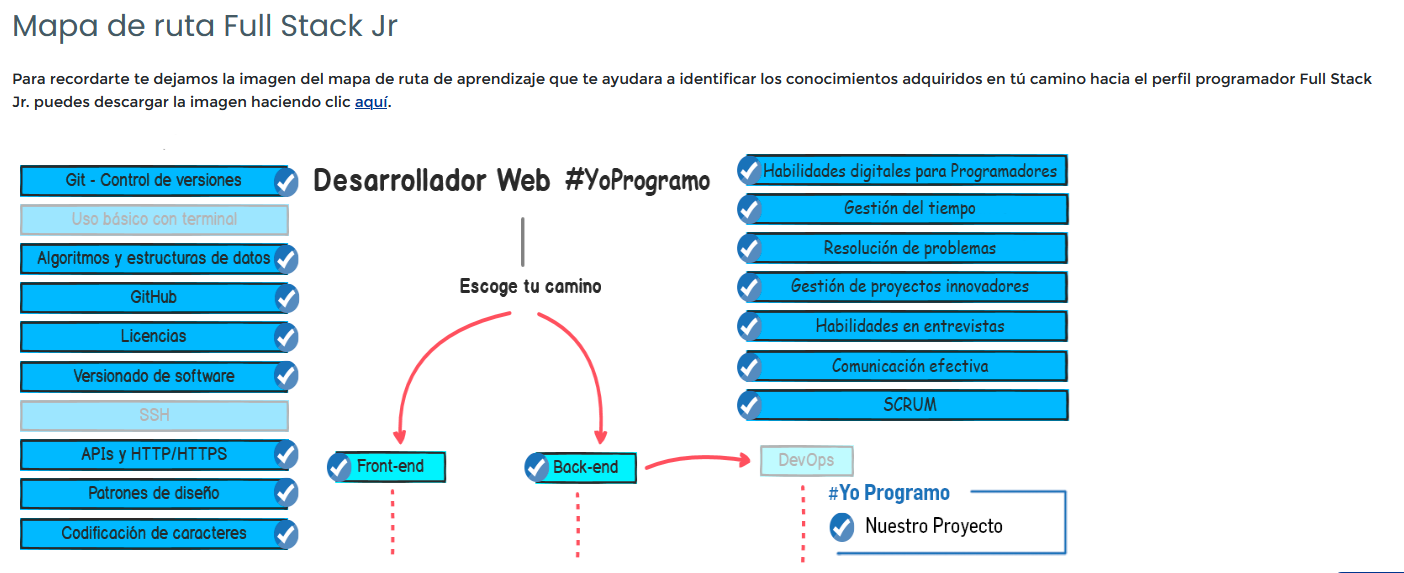 Mapa de ruta Full Stack Jr
Para recordarte te dejamos la imagen del mapa de ruta de aprendizaje que te ayudara a identificar los conocimientos adquiridos en tú camino hacia el perfil programador Full Stack
Jr. puedes descargar la imagen haciendo clic aquí.
Git - Control de versiones
Uso básico con terminal
Algoritmos y estructuras de datos
GitHub
Licencias
Versionado de software
SSH
APIs y HTTP/HTTPS
Patrones de diseño
Codificación de caracteres
Desarrollador Web #YoProgramo
Escoge tu camino
Front-end
Back-end
DevOps
Habilidades digitales para Programadores
Gestión del tiempo
Resolución de problemas
Gestión de proyectos innovadores
Habilidades en entrevistas
Comunicación efectiva
SCRUM
#Yo Programo
Nuestro Proyecto